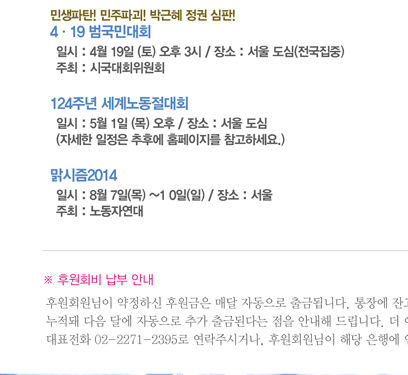 민생파탄! 민주파괴! 박근혜 정권 심판!
4 · 19 범국민대회
일시 : 4월 19일 (토) 오후 3시 / 장소 : 서울 도심(전국집중)
주최 : 시국대회위원회
124주년 세계노동절대회
일시 : 5월 1일 (목) 오후 / 장소 : 서울 도심
(자세한 일정은 추후에 홈페이지를 참고하세요.)
맑시즘2014
일시 : 8월 7일(목) ~1 0일(일) / 장소 : 서울
주최 : 노동자연대
※ 후원회비 납부 안내
후원회원님이 약정하신 후원금은 매달 자동으로 출금됩니다. 통장에 잔고
누적돼 다음 달에 자동으로 추가 출금된다는 점을 안내해 드립니다. 더
대표전화 02-2271-2395로 연락주시거나, 후원회원님이 해당 은행에